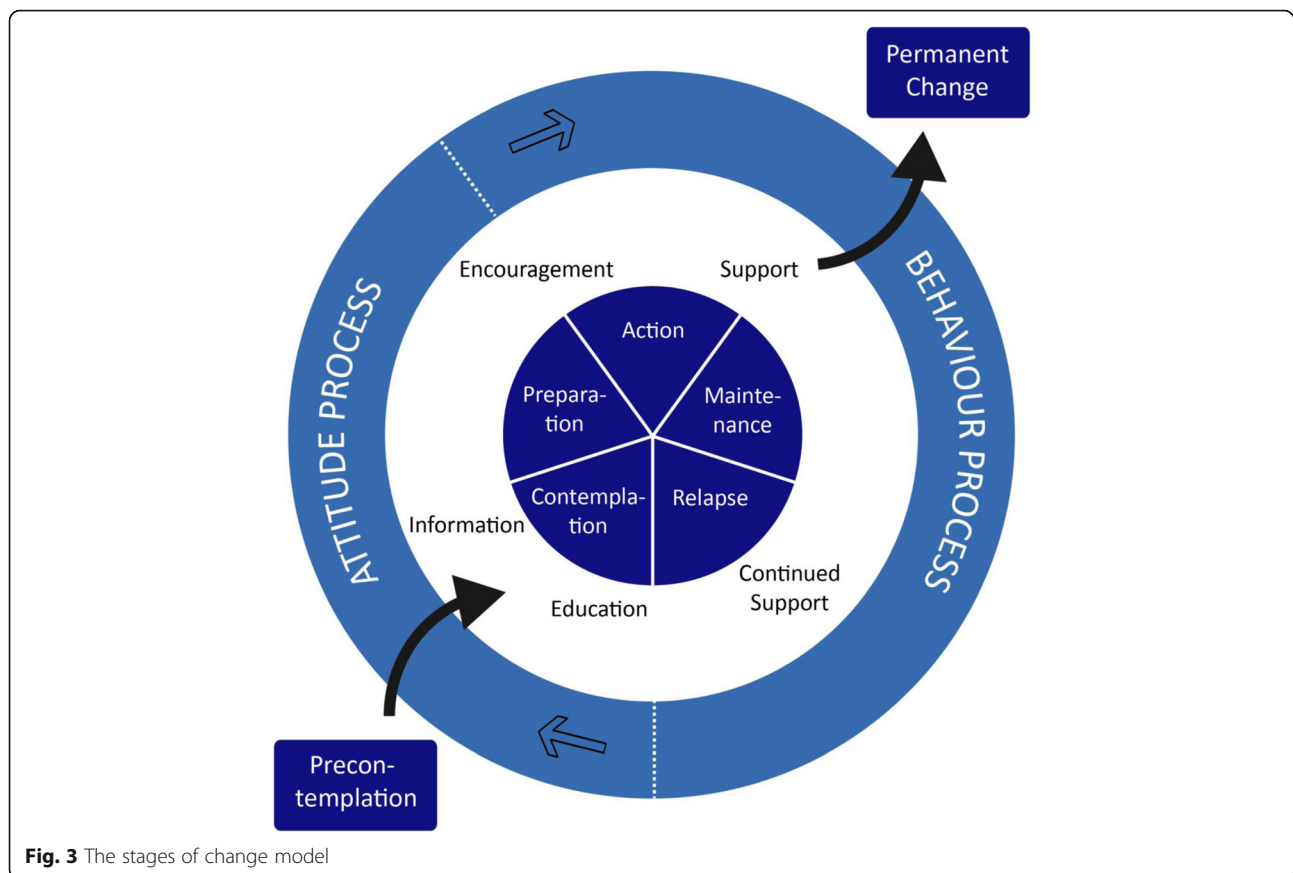 Permanent
Change
ATTITUDE PROCESS
BEHAVIOUR PROCESS
Encouragement
Support
Action
Prepara-
tion
Mainte-
nance
Contempla-
tion
Relapse
Information
Education
Continued
Support
Precon-
templation
Fig. 3 The stages of change model